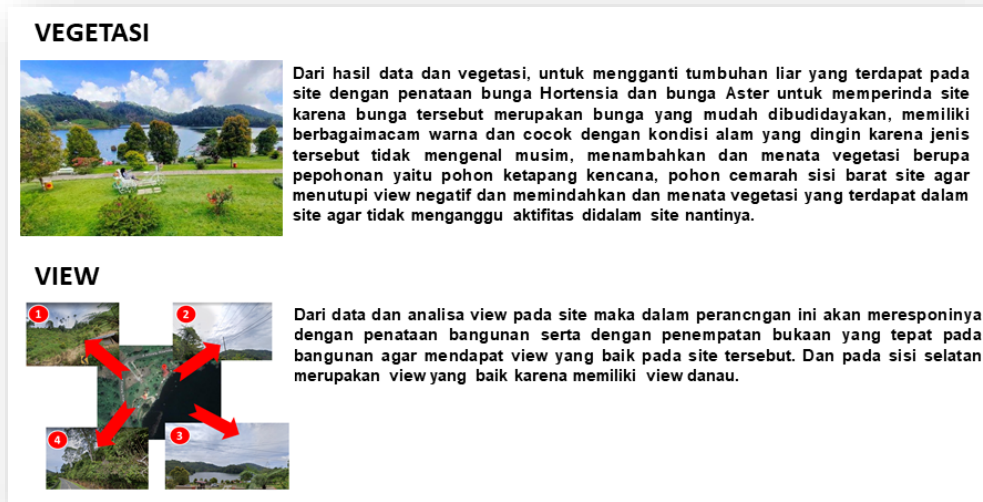 VEGETASI
Dari hasil data dan vegetasi, untuk mengganti tumbuhan liar yang terdapat pada
site dengan penataan bunga Hortensia dan bunga Aster untuk memperinda site
karena bunga tersebut merupakan bunga yang mudah dibudidayakan, memiliki
berbagaimacam warna dan cocok dengan kondisi alam yang dingin karena jenis
tersebut tidak mengenal musim, menambahkan dan menata vegetasi berupa
pepohonan yaitu pohon ketapang kencana, pohon cemarah sisi barat site agar
menutupi view negatif dan memindahkan dan menata vegetasi yang terdapat dalam
site agar tidak menganggu aktifitas didalam site nantinya.
VIEW
1
2
4
3
Dari data dan analisa view pada site maka dalam perancngan ini akan meresponinya
dengan penataan bangunan serta dengan penempatan bukaan yang tepat pada
bangunan agar mendapat view yang baik pada site tersebut. Dan pada sisi selatan
merupakan view yang baik karena memiliki view danau.